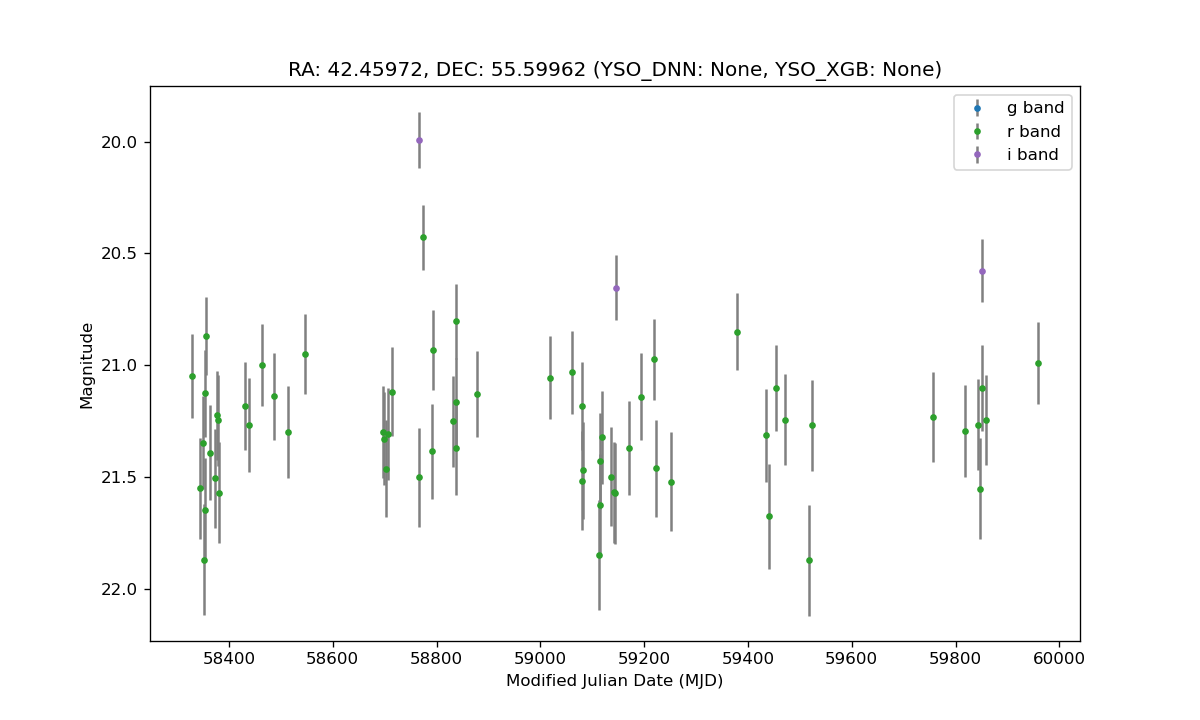 RA: 42.45972, DEC: 55.59962 (YSO_DNN: None, YSO_XGB: None)
g band
r band
i band
Magnitude
20.0
20.5
21.0
21.5
22.0
58400 58600 58800 59000 59200 59400 59600 59800 60000
Modified Julian Date (MJD)